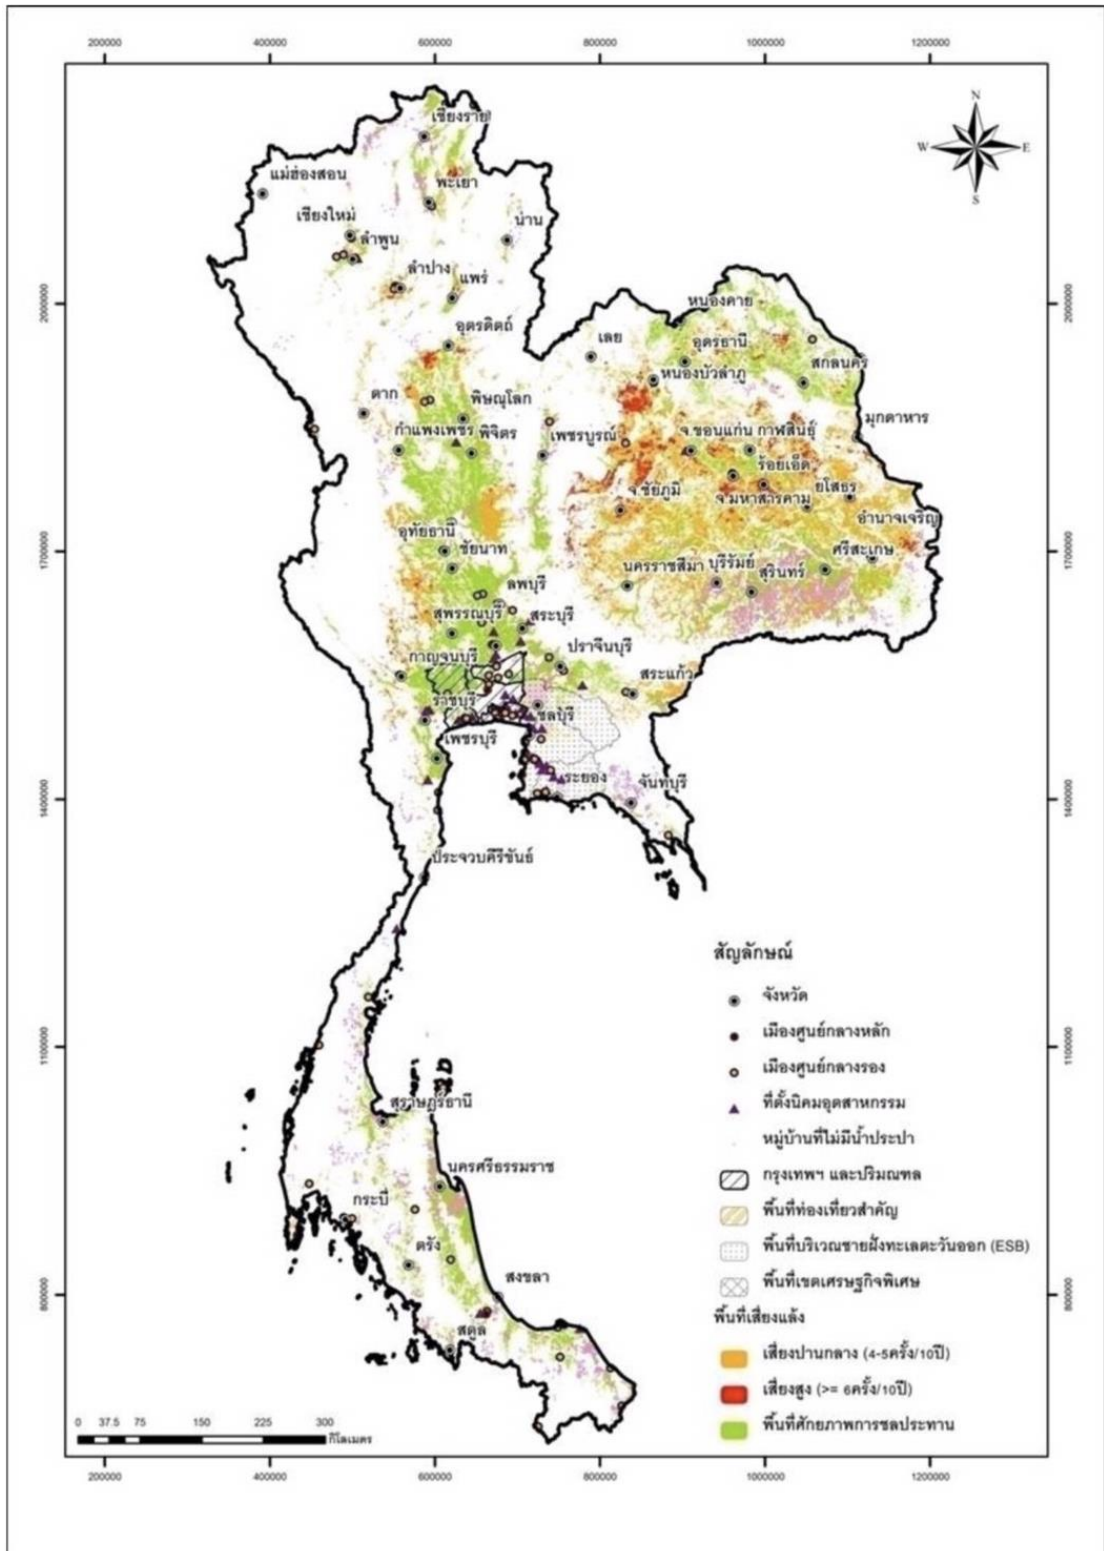 200000 400000 600000 800000 1000000 1200000
N
W E
S
เชียงราย
แม่ฮ่องสอน
พะเยา
เชียงใหม่
น่าน
ลำพูน
ลำปาง
แพร่
2000000 2000000
หนองคาย
อุตรดิตถ์
เลย
อุดรธานี
สกลนคร
หนองบัวลำภู
ตาก
พิษณุโลก
มุกดาหาร
กำแพงเพชร
พิจิตร
เพชรบูรณ์
จ.ขอนแก่น กาฬสินธุ์
ร้อยเอ็ด
จ.ชัยภูมิ
จ.มหาสารคาม
ยโสธร
อำนาจเจริญ
อุทัยธานี
ชัยนาท
1700000 1700000
ศรีสะเกษ
นครราชสีมา
บุรีรัมย์
สุรินทร์
ลพบุรี
สุพรรณบุรี
สระบุรี
ปราจีนบุรี
กาญจนบุรี
สระแก้ว
ราชบุรี
ชลบุรี
เพชรบุรี
ระยอง
จันทบุรี
1400000 1400000
ประจวบคีรีขันธ์
สัญลักษณ์
จังหวัด
เมืองศูนย์กลางหลัก
1100000 1100000
เมืองศูนย์กลางรอง
ที่ตั้งนิคมอุตสาหกรรม
สุราษฎร์ธานี
หมู่บ้านที่ไม่มีน้ำประปา
นครศรีธรรมราช
กรุงเทพฯ และปริมณฑล
กระบี่
พื้นที่ท่องเที่ยวสำคัญ
ตรัง
พื้นที่บริเวณชายฝั่งทะเลตะวันออก (ESB)
สงขลา
พื้นที่เขตเศรษฐกิจพิเศษ
800000 800000
พื้นที่เสี่ยงแล้ง
สตูล
เสี่ยงปานกลาง (4-5ครั้ง/10ปี)
เสี่ยงสูง (>= 6ครั้ง/10ปี)
พื้นที่ศักยภาพการชลประทาน
0 37.5 75 150 225 300
กิโลเมตร
200000 400000 600000 800000 1000000 1200000